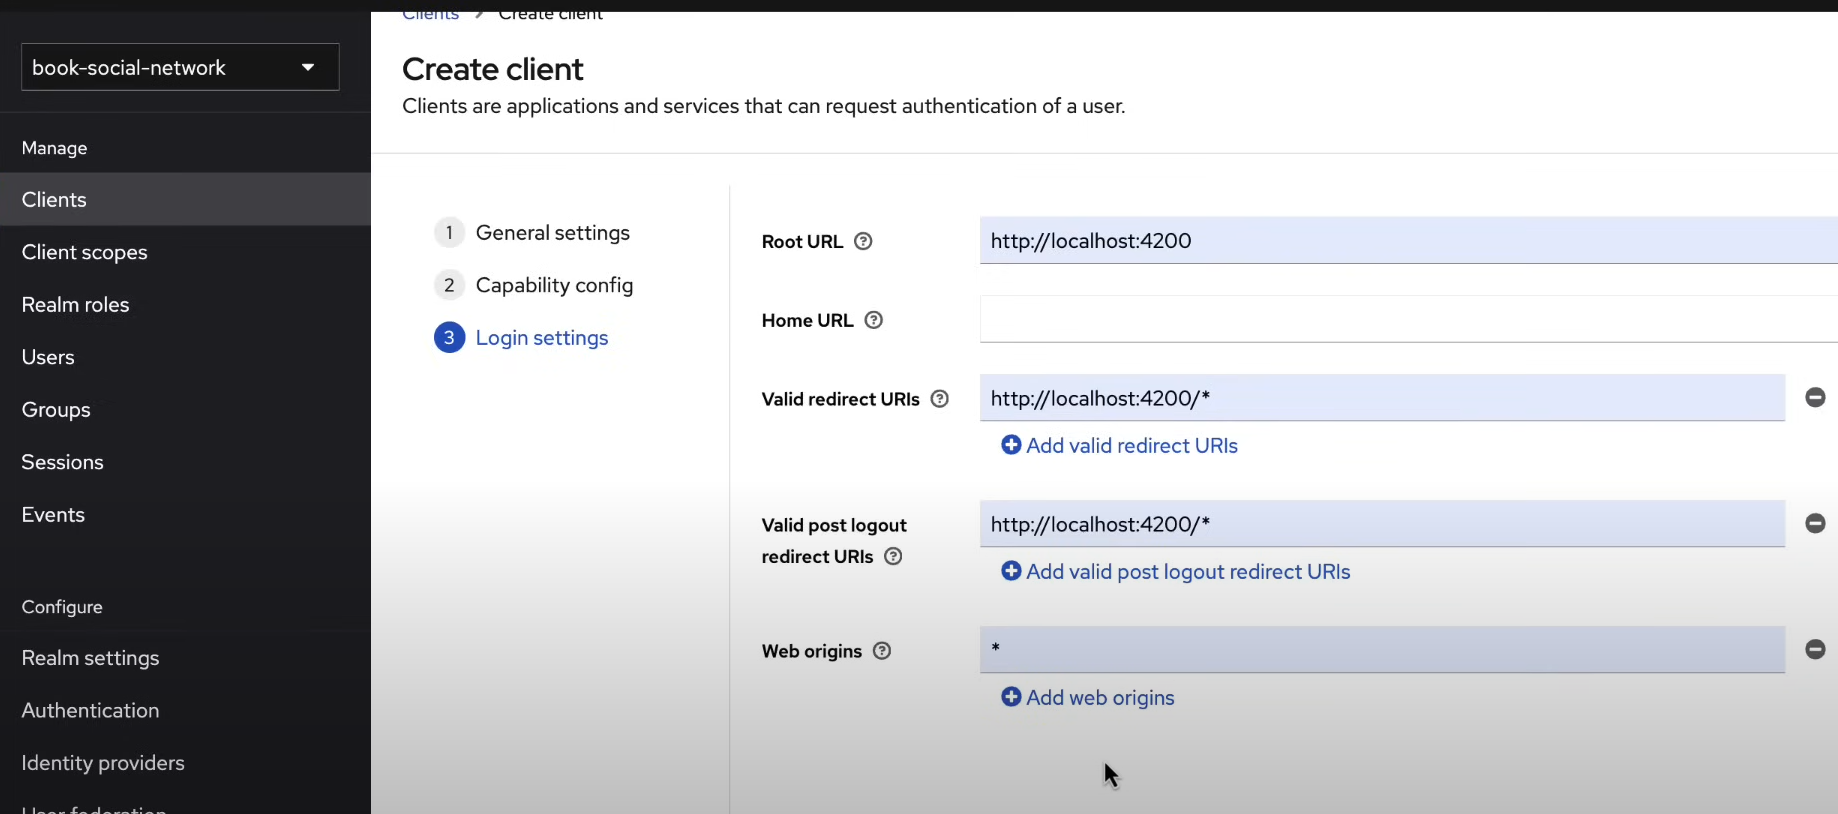 Clients > Create client
book-social-network
Manage
Clients
Client scopes
Realm roles
Users
Groups
Sessions
Events
Configure
Realm settings
Authentication
Identity providers
User federation
Create client
Clients are applications and services that can request authentication of a user.
1 General settings
2 Capability config
3 Login settings
Root URL
http://localhost:4200
Home URL
Valid redirect URIs
http://localhost:4200/*
Add valid redirect URIs
Valid post logout
redirect URIs
http://localhost:4200/*
Add valid post logout redirect URIs
Web origins
*
Add web origins